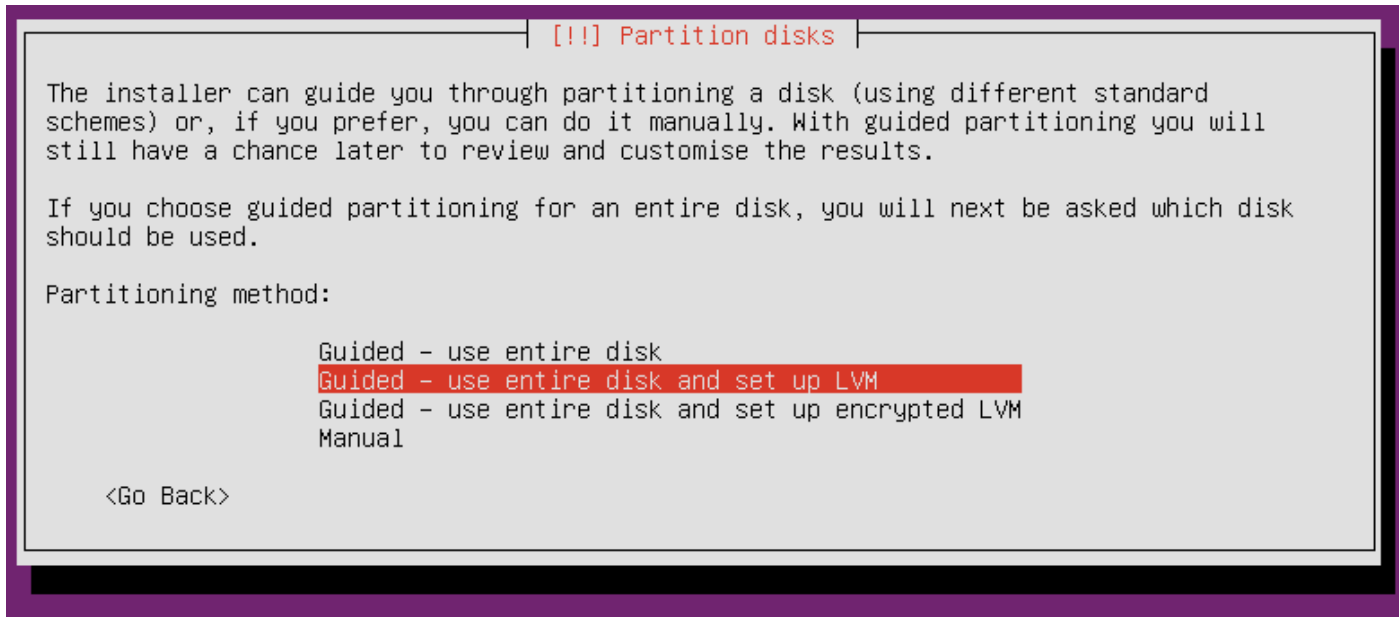 [!!] Partition disks
The installer can guide you through partitioning a disk (using different standard
schemes) or, if you prefer, you can do it manually. With guided partitioning you will
still have a chance later to review and customise the results.
If you choose guided partitioning for an entire disk, you will next be asked which disk
should be used.
Partitioning method:
Guided – use entire disk
Guided – use entire disk and set up LVM
Guided – use entire disk and set up encrypted LVM
Manual
<Go Back>